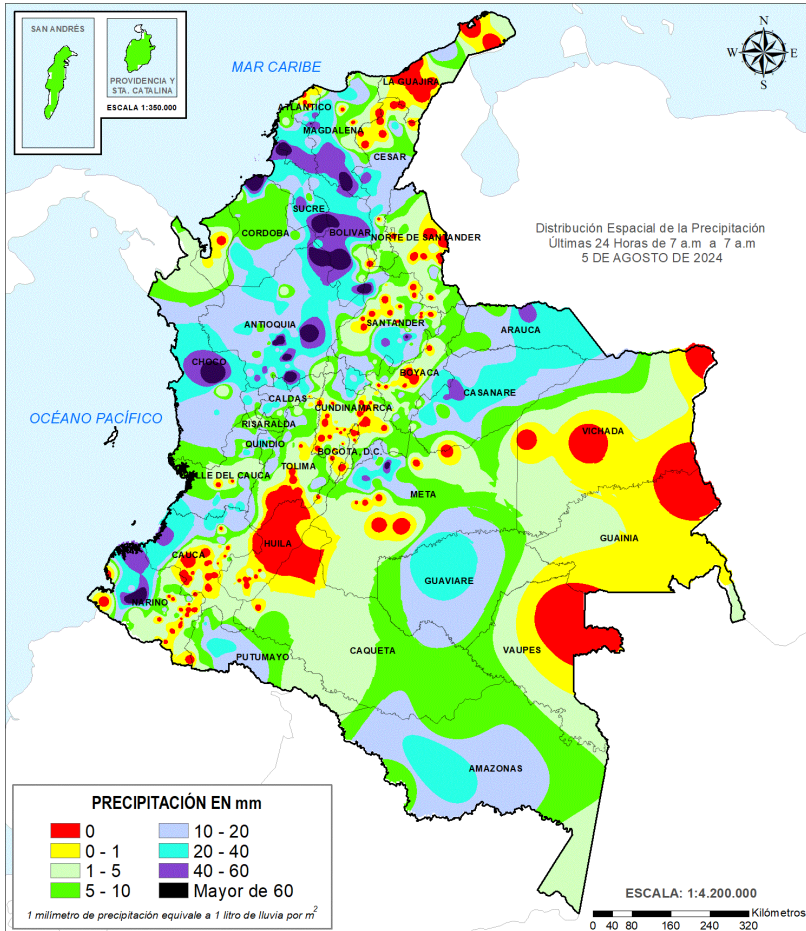 SAN ANDRÉS
PROVIDENCIA Y
STA. CATALINA
ESCALA 1:350.000
MAR CARIBE
N
W
E
S
LA GUAJIRA
ATLANTICO
MAGDALENA
CESAR
SUCRE
CORDOBA
BOLIVAR
NORTE DE SANTANDER
Distribución Espacial de la Precipitación
Últimas 24 Horas de 7 a.m a 7 a.m
5 DE AGOSTO DE 2024
ANTIOQUIA
SANTANDER
ARAUCA
CHOCO
BOYACA
CASANARE
CALDAS
CUNDINAMARCA
OCÉANO PACÍFICO
RISARALDA
VICHADA
QUINDIO
BOGOTA, D.C.
TOLIMA
VALLE DEL CAUCA
META
GUAINIA
HUILA
CAUCA
GUAVIARE
NARIÑO
CAQUETA
VAUPES
PUTUMAYO
AMAZONAS
PRECIPITACIÓN EN mm
0
10 - 20
0 - 1
20 - 40
1 - 5
40 - 60
5 - 10
Mayor de 60
1 milímetro de precipitación equivale a 1 litro de lluvia por m2
ESCALA: 1:4.200.000
0 40 80 160 240 320 Kilómetros